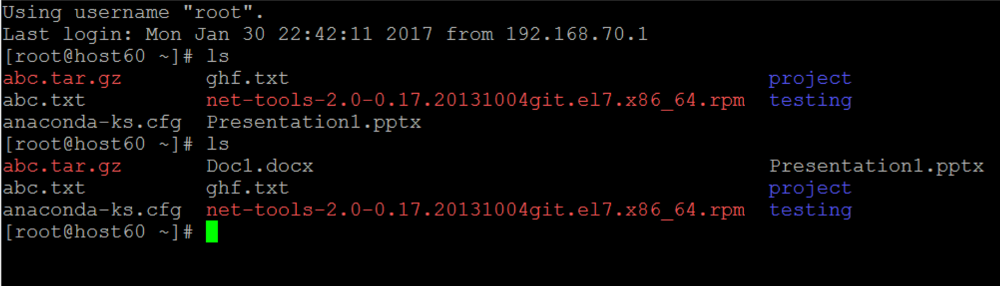 Using username "root".
Last login: Mon Jan 30 22:42:11 2017 from 192.168.70.1
[root@host60 ~]# ls
abc.tar.gz ghf.txt project
abc.txt net-tools-2.0-0.17.20131004git.el7.x86_64.rpm testing
anaconda-ks.cfg Presentation1.pptx
[root@host60 ~]# ls
abc.tar.gz Doc1.docx Presentation1.pptx
abc.txt ghf.txt project
anaconda-ks.cfg net-tools-2.0-0.17.20131004git.el7.x86_64.rpm testing
[root@host60 ~]#